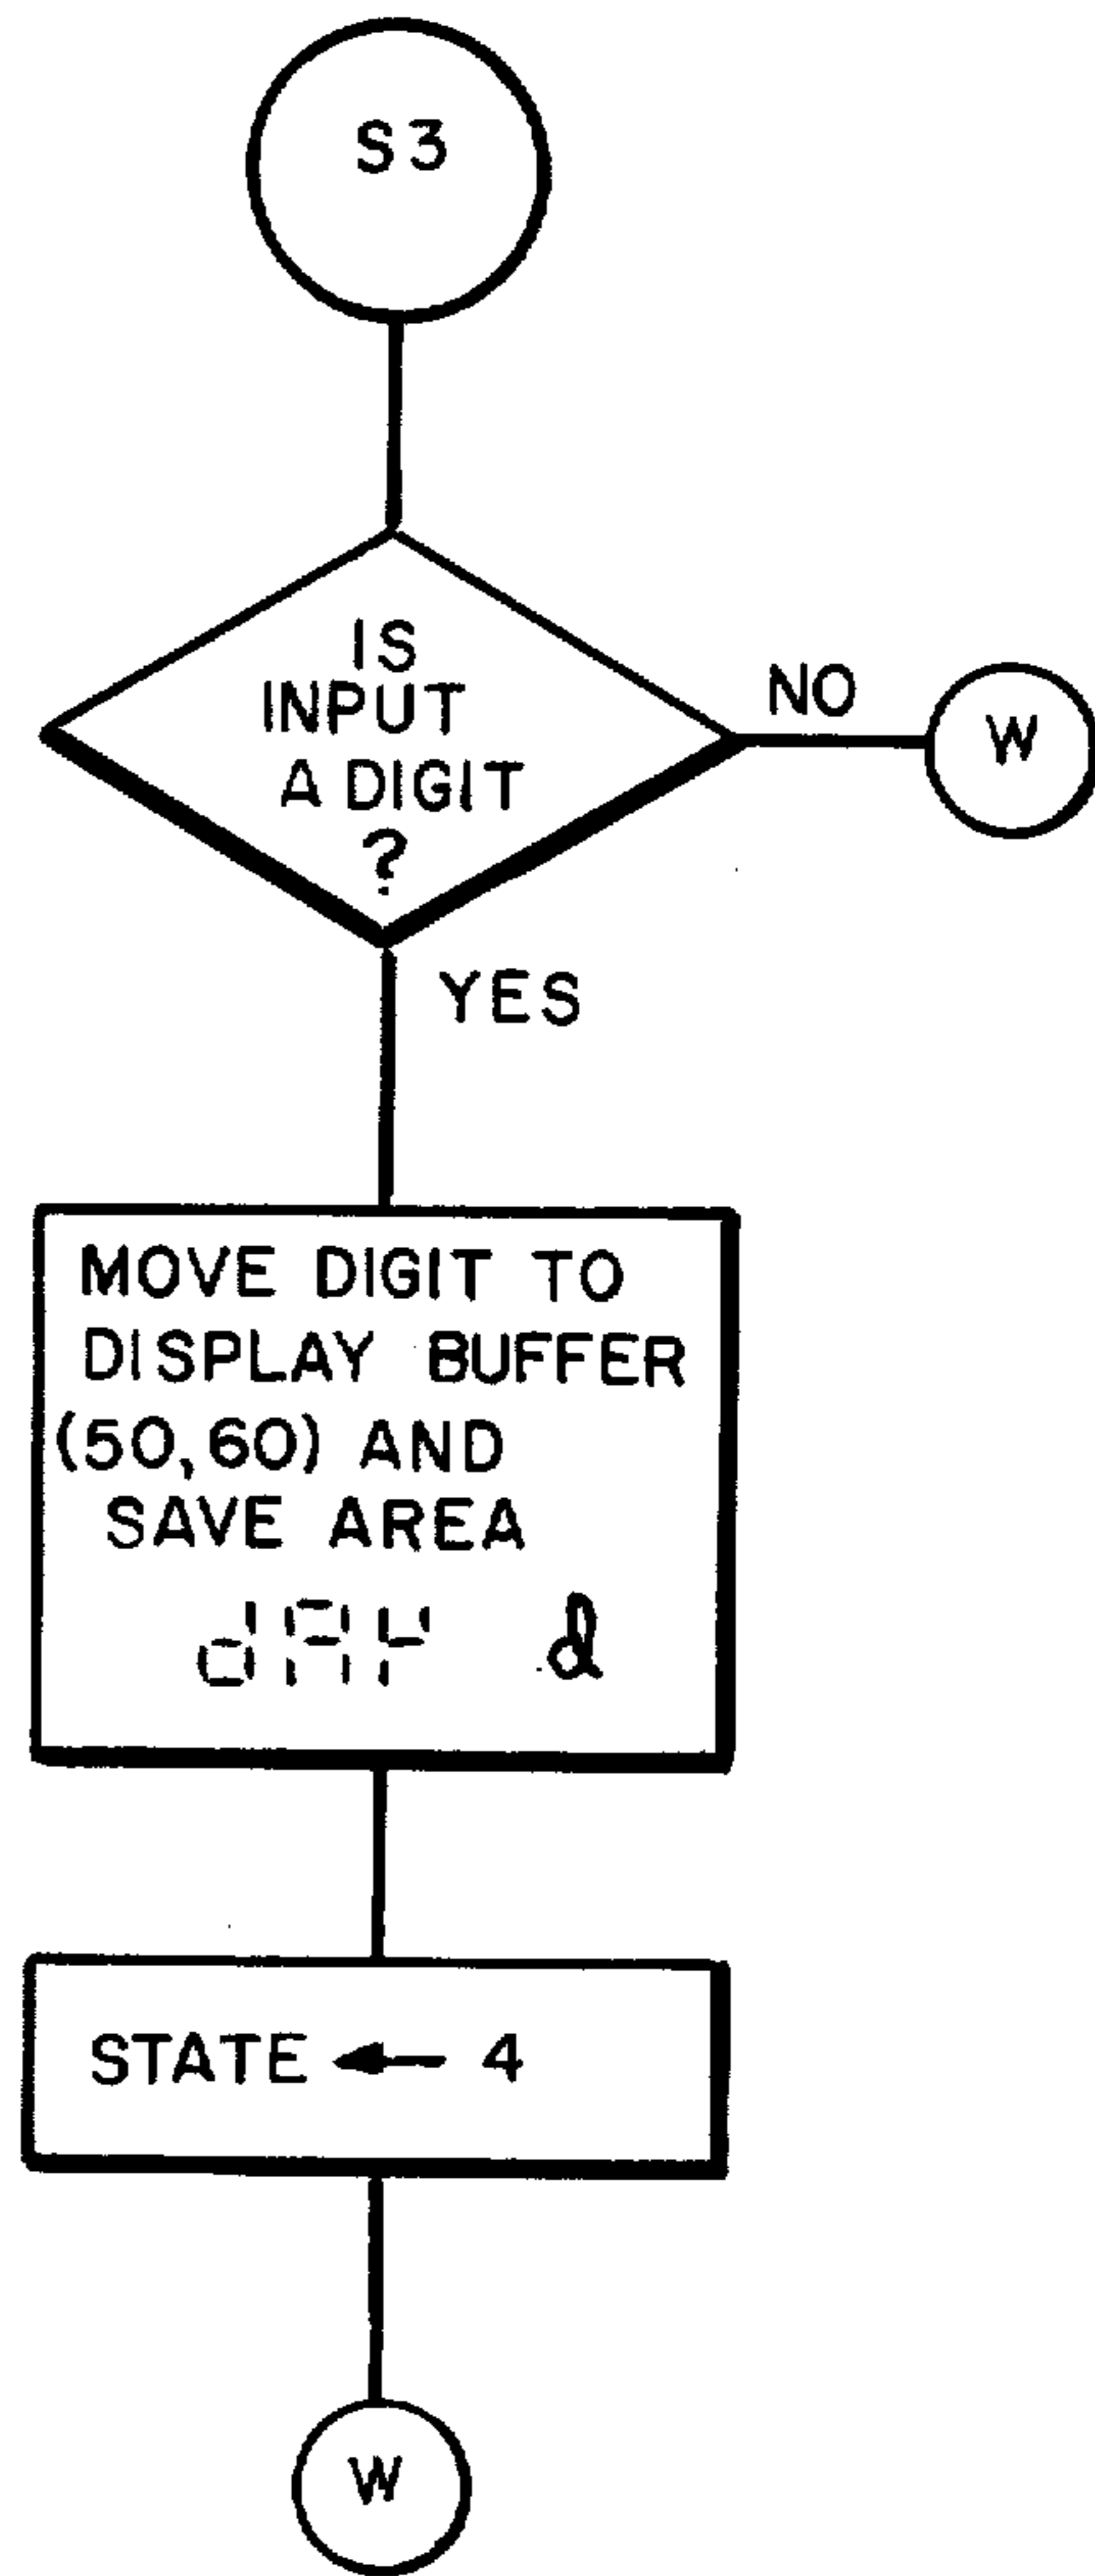 S3
IS
INPUT
A DIGIT
?
NO
W
YES
MOVE DIGIT TO
DISPLAY BUFFER
(50,60) AND
SAVE AREA
dAY d
STATE ← 4
W